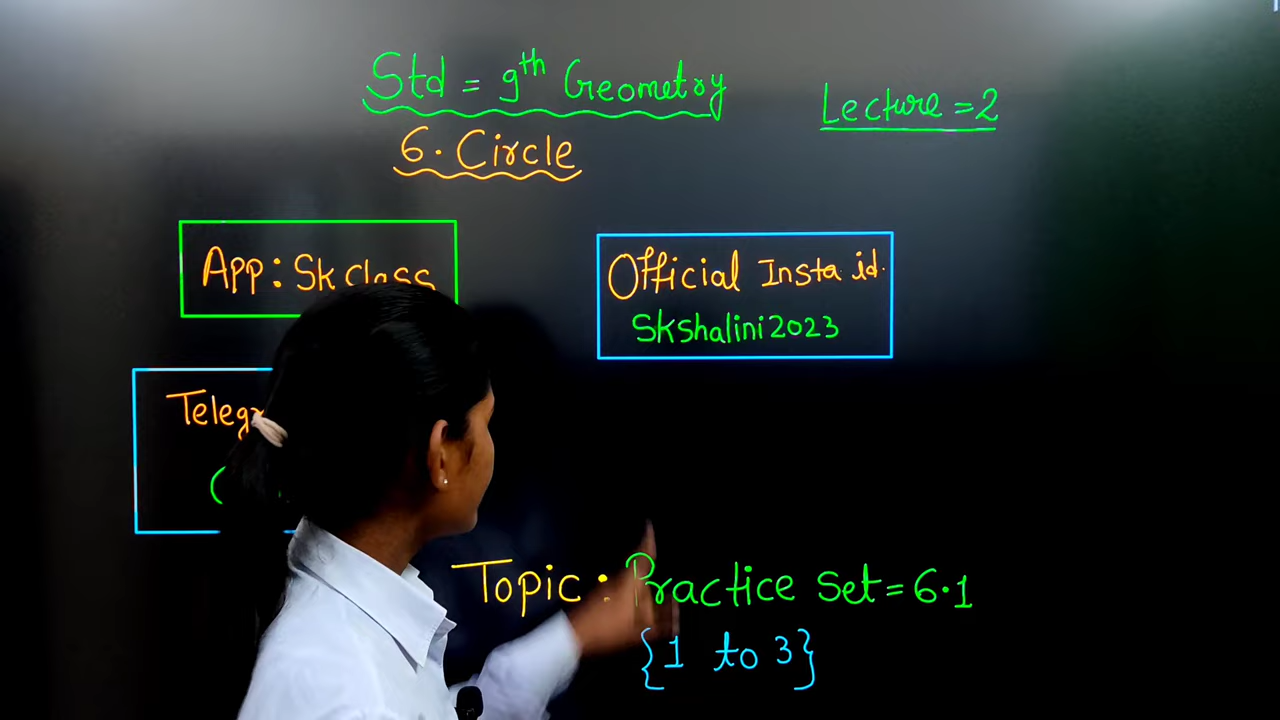 Std = 9th Geometry
Lecture = 2
6. Circle
App: Sk Class
Official Insta id.
Skshalini2023
Topic: Practice Set = 6.1
{1 to 3}